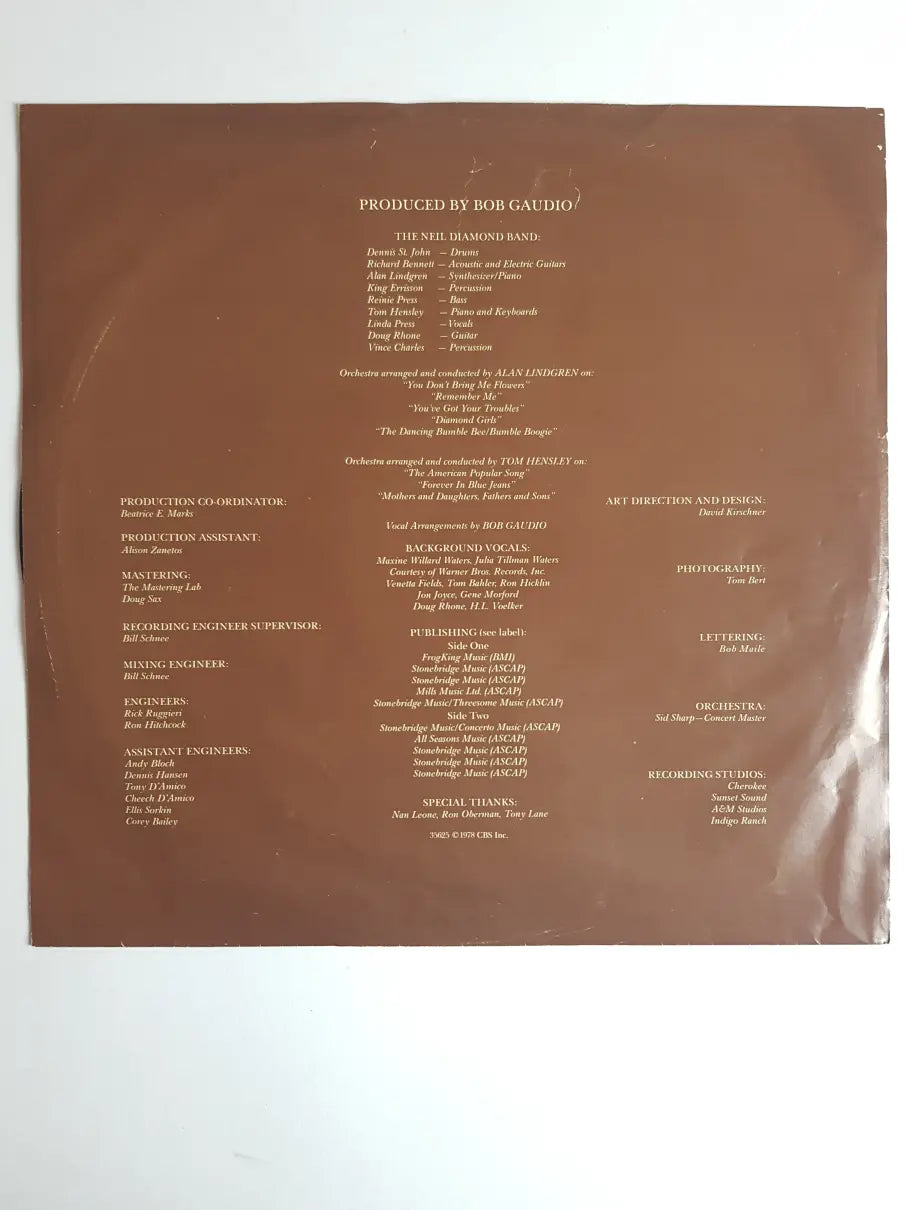 PRODUCED BY BOB GAUDIO
THE NEIL DIAMOND BAND:
Dennis St. John — Drums
Richard Bennett — Acoustic and Electric Guitars
Alan Lindgren — Synthesizer/Piano
King Errisson — Percussion
Reinie Press — Bass
Tom Hensley — Piano and Keyboards
Linda Press — Vocals
Doug Rhone — Guitar
Vince Charles — Percussion
Orchestra arranged and conducted by ALAN LINDGREN on:
"You Don't Bring Me Flowers"
"Remember Me"
"You've Got Your Troubles"
"Diamond Girls"
"The Dancing Bumble Bee/Bumble Boogie"
Orchestra arranged and conducted by TOM HENSLEY on:
"The American Popular Song"
"Forever In Blue Jeans"
"Mothers and Daughters, Fathers and Sons"
Vocal Arrangements by BOB GAUDIO
BACKGROUND VOCALS:
Maxine Willard Waters, Julia Tillman Waters
Courtesy of Warner Bros. Records, Inc.
Venetta Fields, Tom Bahler, Ron Hicklin
Jon Joyce, Gene Morford
Doug Rhone, H.L. Voelker
PUBLISHING (see label):
Side One
FrogKing Music (BMI)
Stonebridge Music (ASCAP)
Stonebridge Music (ASCAP)
Mills Music Ltd. (ASCAP)
Stonebridge Music/Threesome Music (ASCAP)
Side Two
Stonebridge Music/Concerto Music (ASCAP)
All Seasons Music (ASCAP)
Stonebridge Music (ASCAP)
Stonebridge Music (ASCAP)
Stonebridge Music (ASCAP)
SPECIAL THANKS:
Nan Leone, Ron Oberman, Tony Lane
35625 © 1978 CBS Inc.
PRODUCTION CO-ORDINATOR:
Beatrice E. Marks
PRODUCTION ASSISTANT:
Alison Zanetos
MASTERING:
The Mastering Lab
Doug Sax
RECORDING ENGINEER SUPERVISOR:
Bill Schnee
MIXING ENGINEER:
Bill Schnee
ENGINEERS:
Rick Ruggieri
Ron Hitchcock
ASSISTANT ENGINEERS:
Andy Bloch
Dennis Hansen
Tony D'Amico
Cheech D'Amico
Ellis Sorkin
Corey Bailey
ART DIRECTION AND DESIGN:
David Kirschner
PHOTOGRAPHY:
Tom Bert
LETTERING:
Bob Maile
ORCHESTRA:
Sid Sharp—Concert Master
RECORDING STUDIOS:
Cherokee
Sunset Sound
A&M Studios
Indigo Ranch